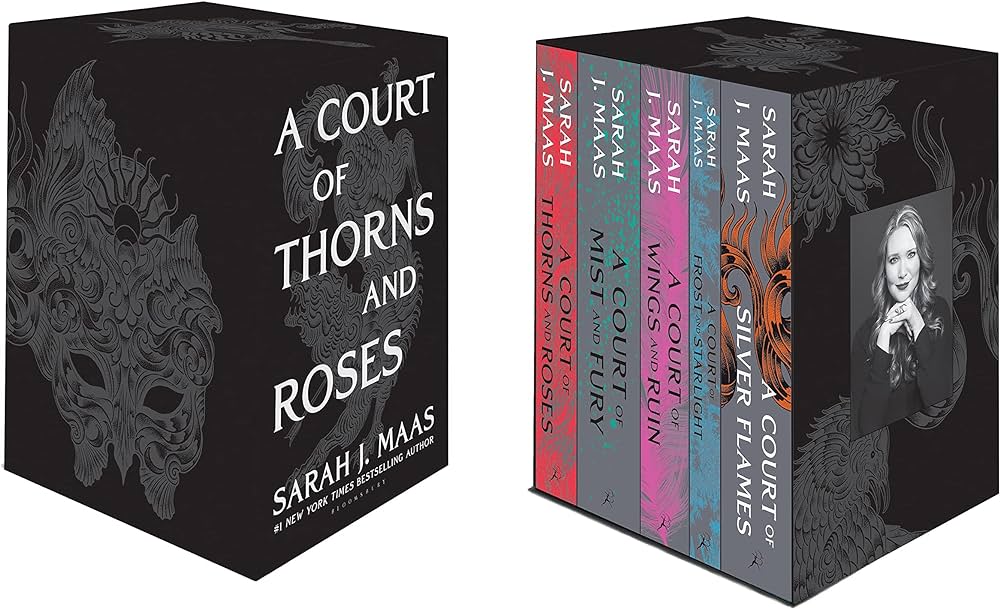 A COURT
OF
THORNS
AND
ROSES
SARAH J. MAAS
#1 NEW YORK TIMES BESTSELLING AUTHOR
BLOOMSBURY
SARAH
J. MAAS
A COURT OF
THORNS AND ROSES
SARAH
J. MAAS
A COURT OF
MIST AND FURY
SARAH
J. MAAS
A COURT OF
WINGS AND RUIN
SARAH
J. MAAS
A COURT OF
FROST AND STARLIGHT
SARAH
J. MAAS
A COURT OF
SILVER FLAMES